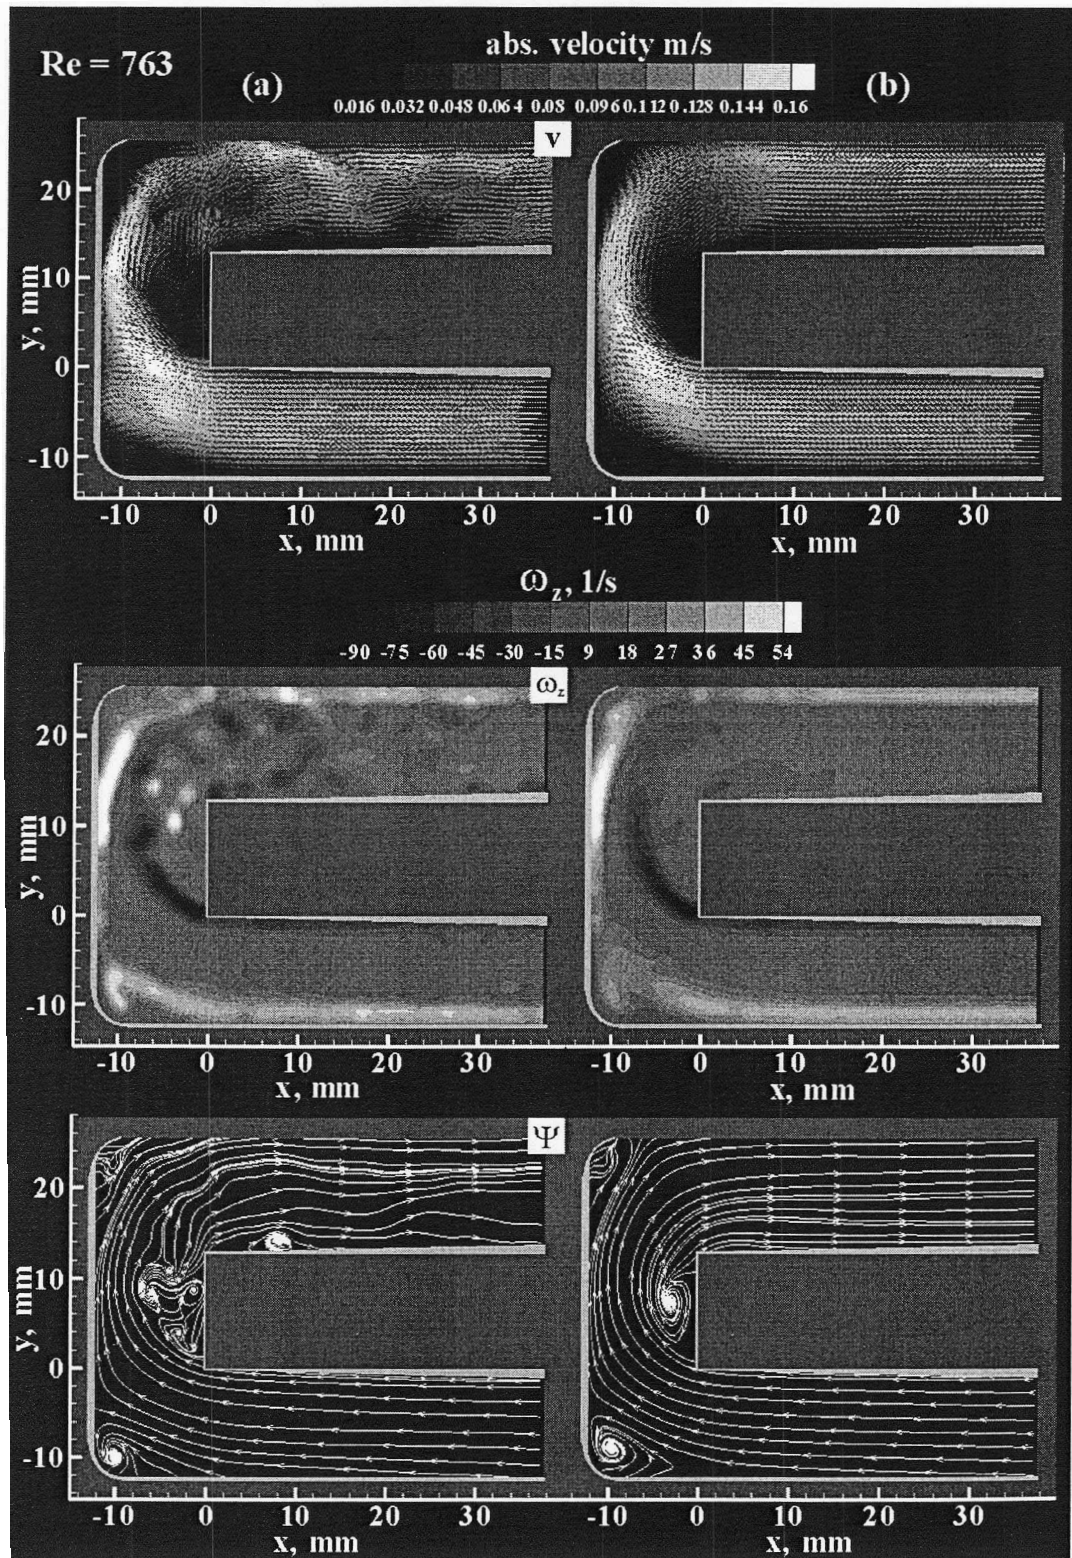 Re = 763
abs. velocity m/s
(a)
(b)
0.016 0.032 0.048 0.064 0.08 0.096 0.112 0.128 0.144 0.16
v
20
10
0
-10
y, mm
-10 0 10 20 30
-10 0 10 20 30
x, mm
x, mm
ωz, 1/s
-90 -75 -60 -45 -30 -15 9 18 27 36 45 54
ωz
20
10
0
-10
y, mm
-10 0 10 20 30
-10 0 10 20 30
x, mm
x, mm
Ψ
20
10
0
-10
y, mm
-10 0 10 20 30
-10 0 10 20 30
x, mm
x, mm